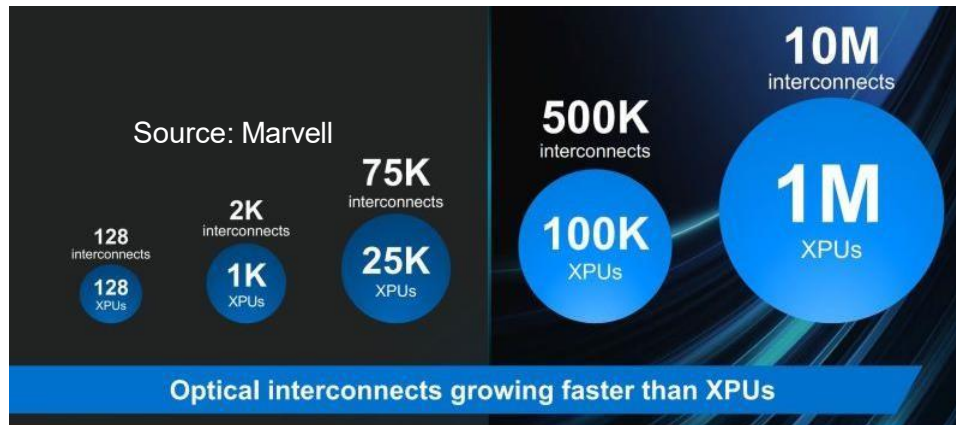 Source: Marvell
128
interconnects
128
XPUs
2K
interconnects
1K
XPUs
75K
interconnects
25K
XPUs
500K
interconnects
100K
XPUs
10M
interconnects
1M
XPUs
Optical interconnects growing faster than XPUs